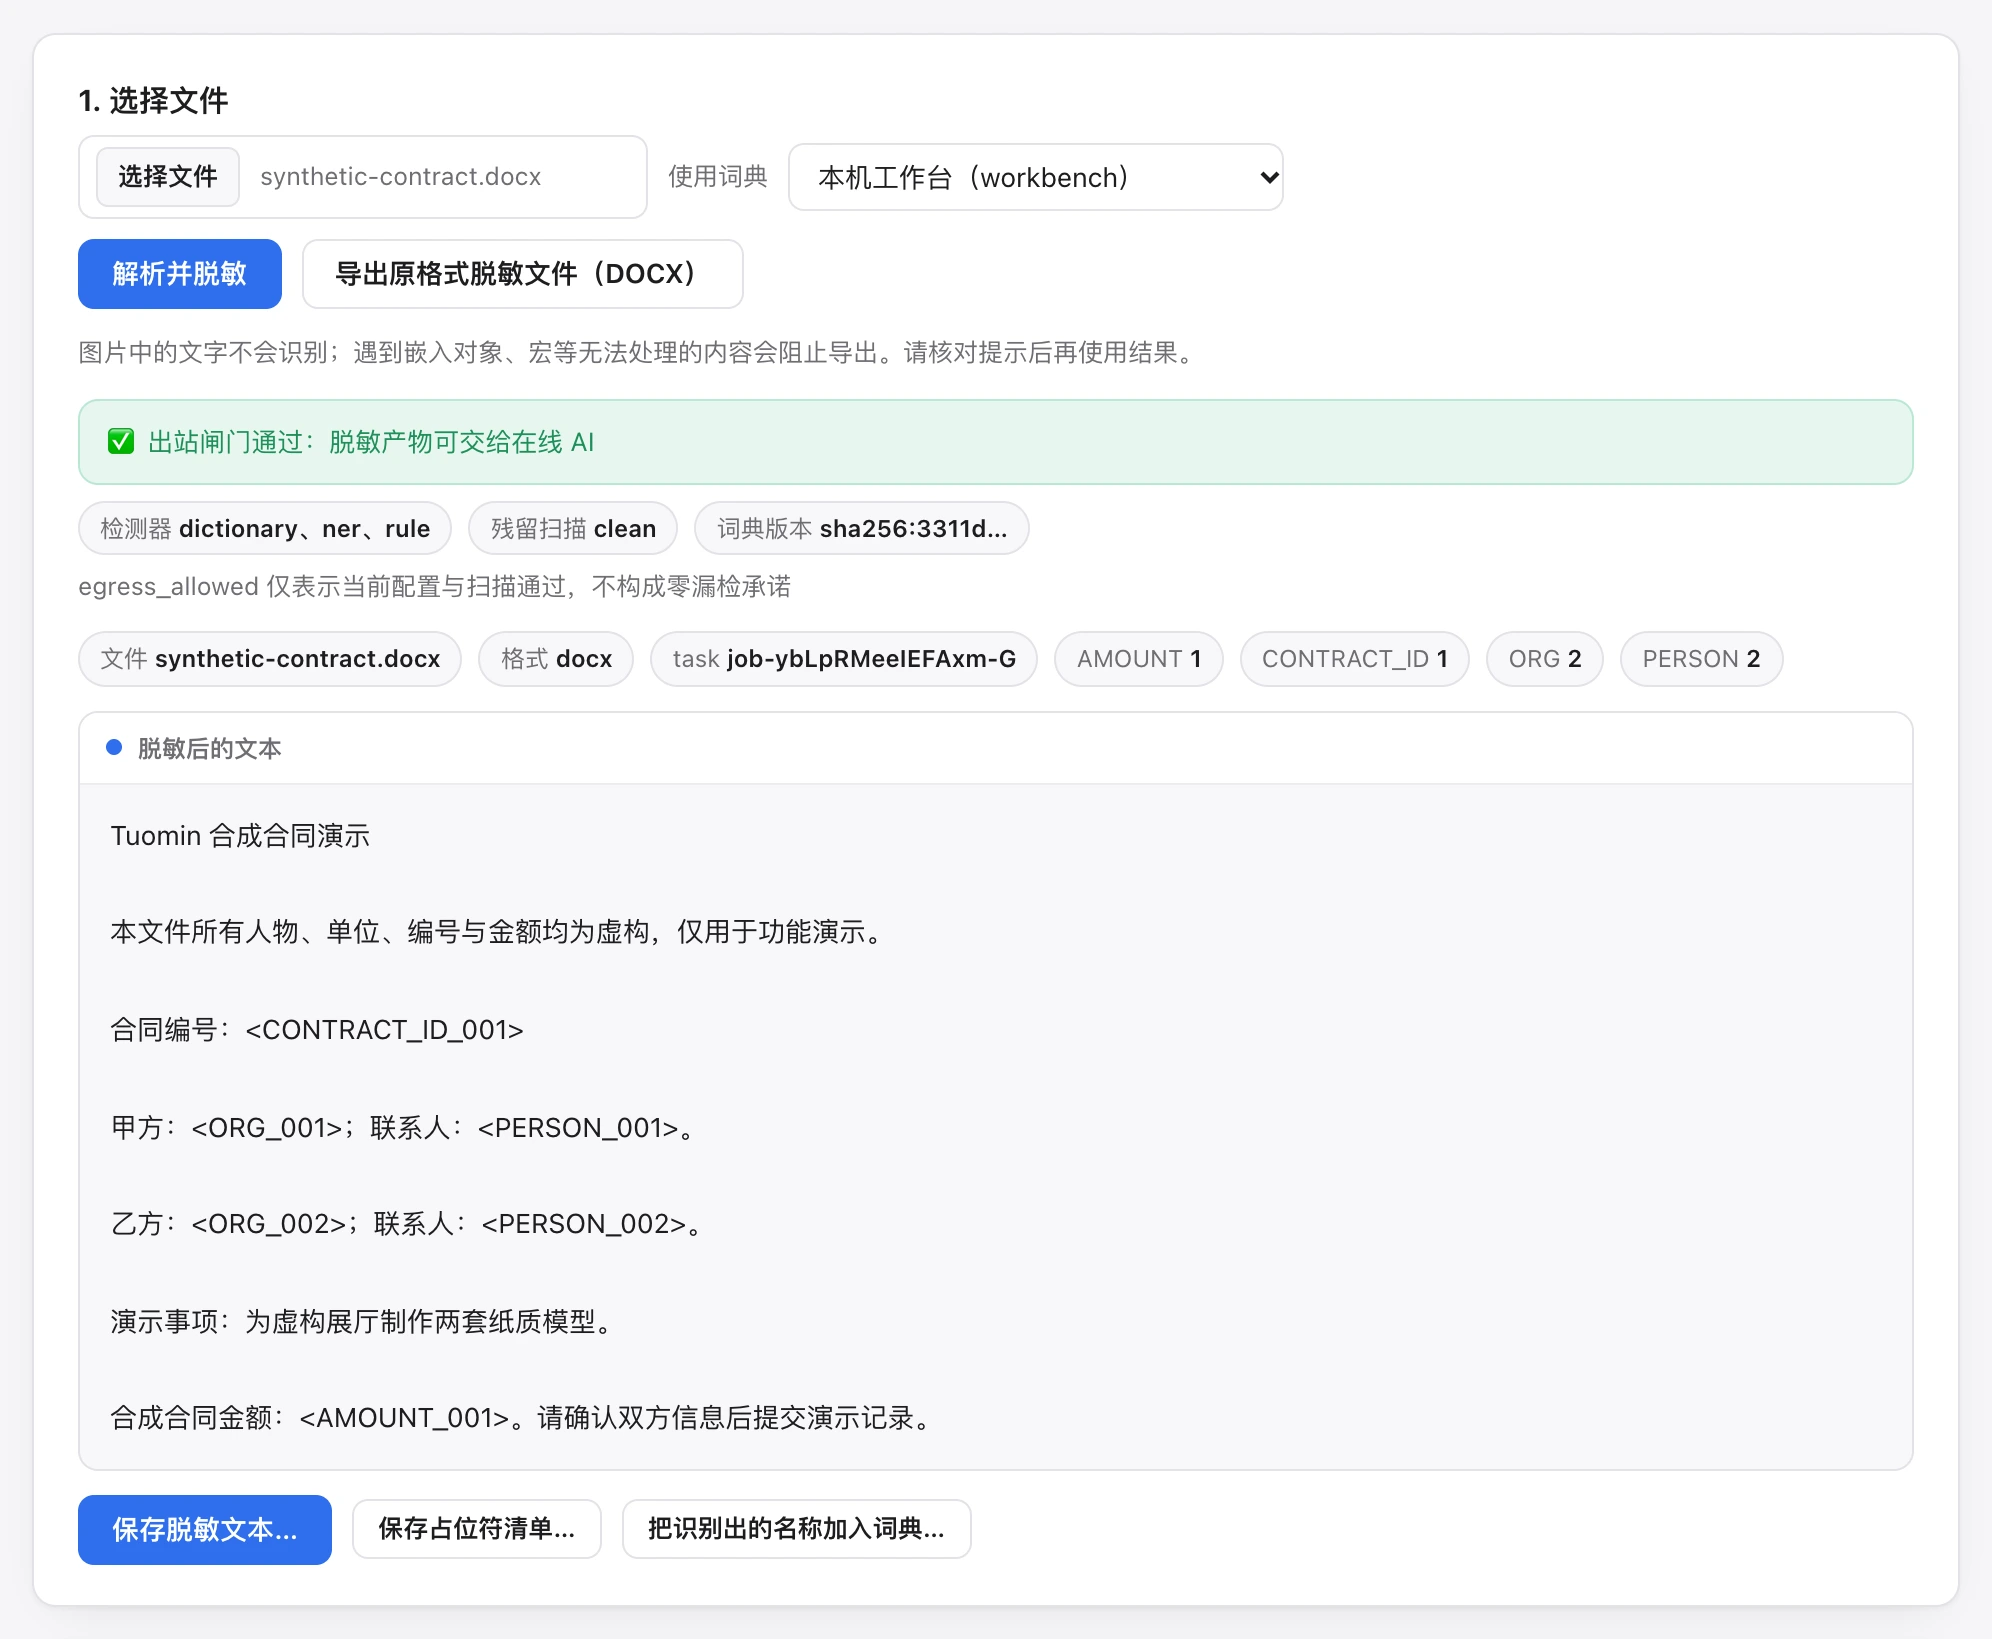 1. 选择文件
选择文件 synthetic-contract.docx 使用词典 本机工作台（workbench）
解析并脱敏 导出原格式脱敏文件（DOCX）
图片中的文字不会识别；遇到嵌入对象、宏等无法处理的内容会阻止导出。请核对提示后再使用结果。
✅ 出站闸门通过：脱敏产物可交给在线 AI
检测器 dictionary、ner、rule 残留扫描 clean 词典版本 sha256:3311d…
egress_allowed 仅表示当前配置与扫描通过，不构成零漏检承诺
文件 synthetic-contract.docx 格式 docx task job-ybLpRMeeIEFAxm-G AMOUNT 1 CONTRACT_ID 1 ORG 2 PERSON 2
脱敏后的文本
Tuomin 合成合同演示
本文件所有人物、单位、编号与金额均为虚构，仅用于功能演示。
合同编号：<CONTRACT_ID_001>
甲方：<ORG_001>；联系人：<PERSON_001>。
乙方：<ORG_002>；联系人：<PERSON_002>。
演示事项：为虚构展厅制作两套纸质模型。
合成合同金额：<AMOUNT_001>。请确认双方信息后提交演示记录。
保存脱敏文本… 保存占位符清单… 把识别出的名称加入词典…